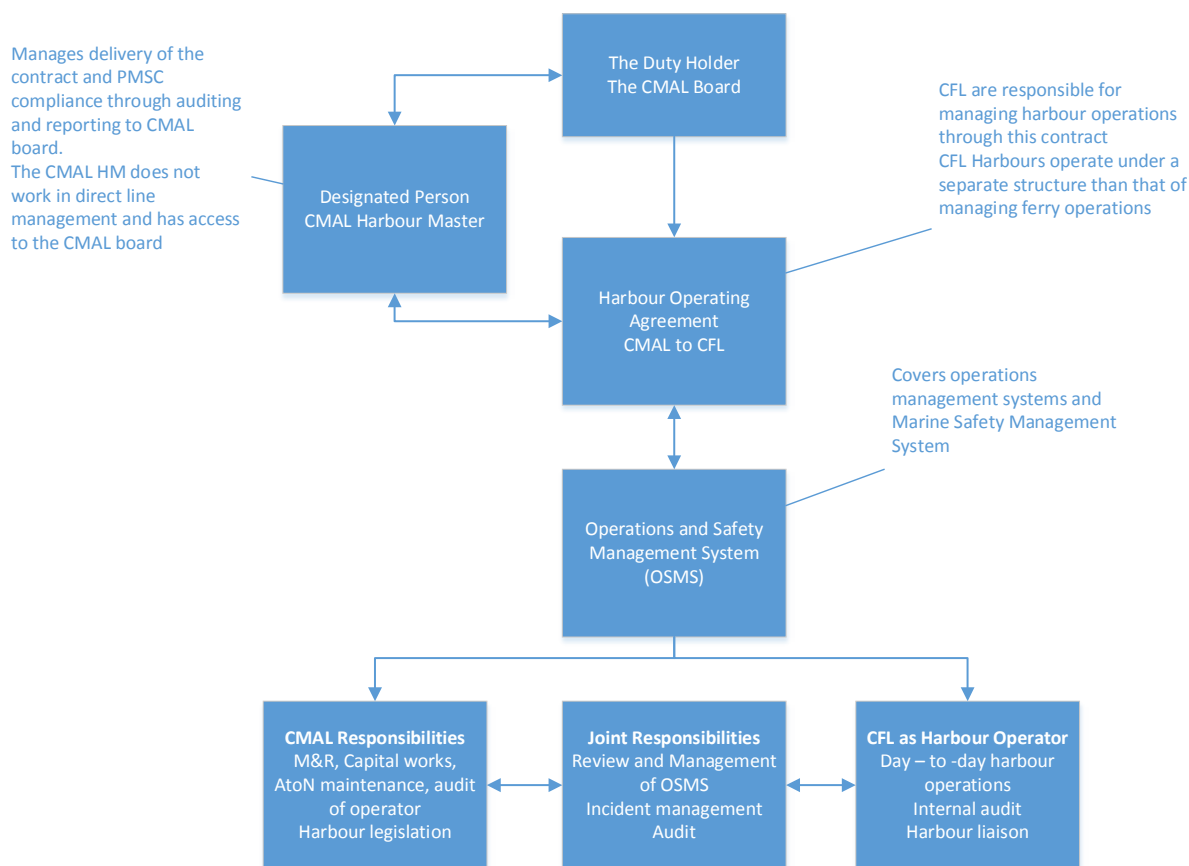 Manages delivery of the
contract and PMSC
compliance through auditing
and reporting to CMAL
board.
The CMAL HM does not
work in direct line
management and has access
to the CMAL board
The Duty Holder
The CMAL Board
CFL are responsible for
managing harbour operations
through this contract
CFL Harbours operate under a
separate structure than that of
managing ferry operations
Designated Person
CMAL Harbour Master
Harbour Operating
Agreement
CMAL to CFL
Covers operations
management systems and
Marine Safety Management
System
Operations and Safety
Management System
(OSMS)
CMAL Responsibilities
M&R, Capital works,
AtoN maintenance, audit
of operator
Harbour legislation
Joint Responsibilities
Review and Management
of OSMS
Incident management
Audit
CFL as Harbour Operator
Day – to -day harbour
operations
Internal audit
Harbour liaison